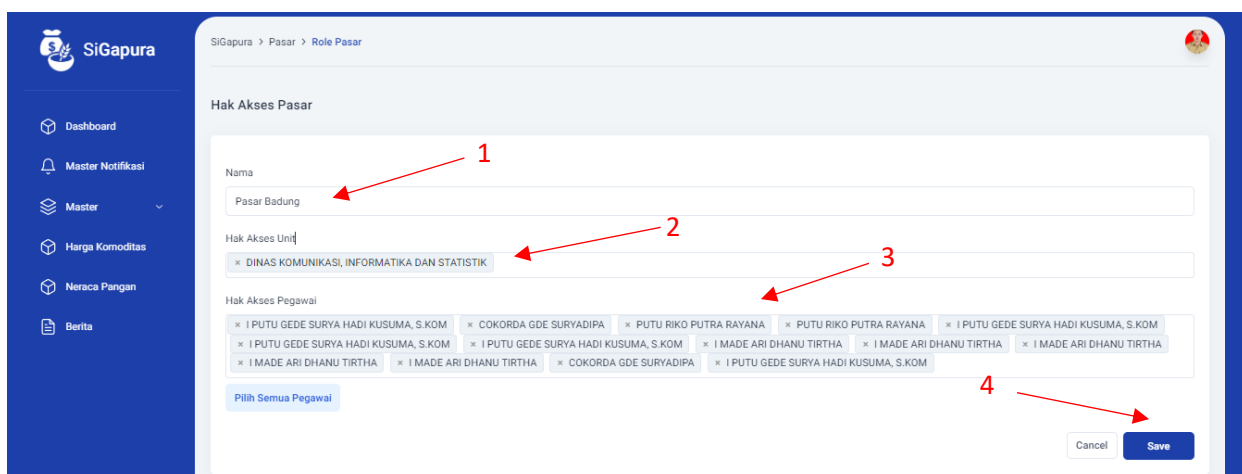 SiGapura
SiGapura > Pasar > Role Pasar
Hak Akses Pasar
Dashboard
Master Notifikasi
Master
Harga Komoditas
Neraca Pangan
Berita
1
Nama
Pasar Badung
2
Hak Akses Unit
× DINAS KOMUNIKASI, INFORMATIKA DAN STATISTIK
3
Hak Akses Pegawai
× I PUTU GEDE SURYA HADI KUSUMA, S.KOM × COKORDA GDE SURYADIPA × PUTU RIKO PUTRA RAYANA × PUTU RIKO PUTRA RAYANA × I PUTU GEDE SURYA HADI KUSUMA, S.KOM
× I PUTU GEDE SURYA HADI KUSUMA, S.KOM × I PUTU GEDE SURYA HADI KUSUMA, S.KOM × I MADE ARI DHANU TIRTHA × I MADE ARI DHANU TIRTHA × I MADE ARI DHANU TIRTHA
× I MADE ARI DHANU TIRTHA × I MADE ARI DHANU TIRTHA × COKORDA GDE SURYADIPA × I PUTU GEDE SURYA HADI KUSUMA, S.KOM
Pilih Semua Pegawai
4
Cancel
Save